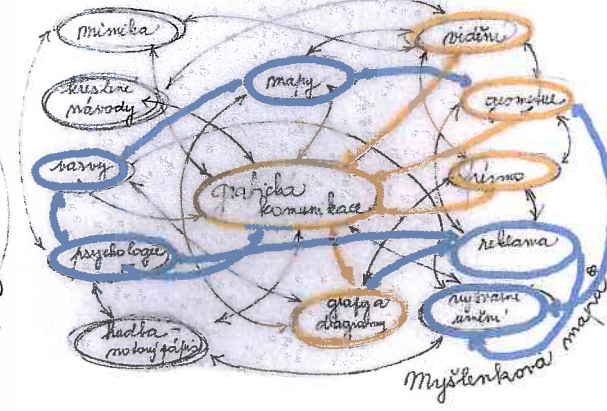 mimika
vidění
kreslené
návody
mapy
geometrie
barvy
grafická
komunikace
písmo
psychologie
reklama
grafy a
diagramy
výtvarné
umění
hudba -
notový zápis
Myšlenková mapa